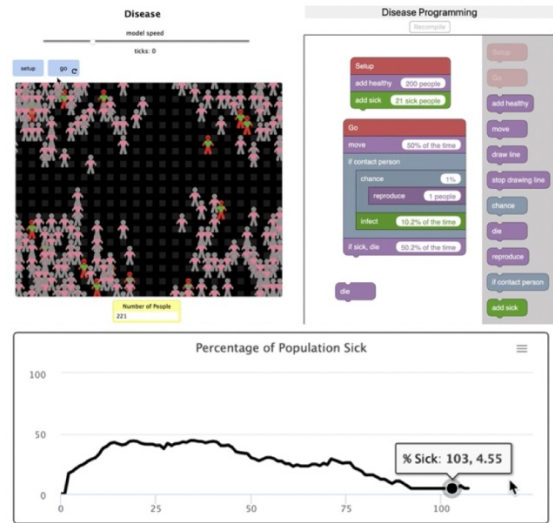 Disease
model speed
ticks: 0
setup
go
Number of People
221
Disease Programming
Recompile
Setup
add healthy 200 people
add sick 21 sick people
Go
move 50% of the time
if contact person
chance 1%
reproduce 1 people
infect 10.2% of the time
if sick, die 50.2% of the time
die
Setup
Go
add healthy
move
draw line
stop drawing line
chance
die
reproduce
if contact person
add sick
Percentage of Population Sick
100
50
0
% Sick: 103, 4.55
0 25 50 75 100